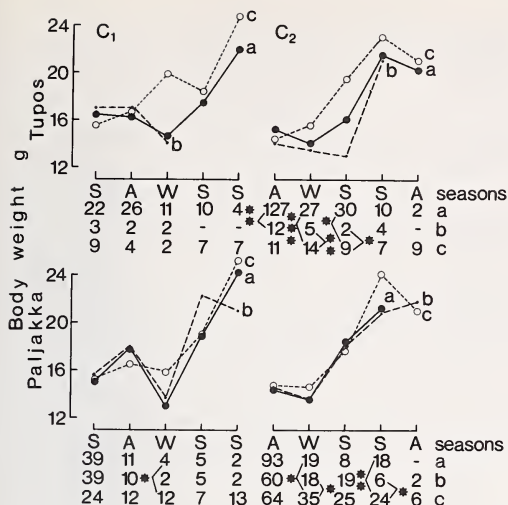 C1 C2
24
20
16
12
Body weight g
Tupos
Paljakka
c
a
b
c
a
b
S A W S S A W S S A seasons
22 26 11 10 4 * 127 * 27 30 10 2 a
3 2 2 - - * 12 * 5 * 2 4 - b
9 4 2 7 7 11 * 14 * 9 * 7 9 c
24
20
16
12
c
a
b
a
b
c
S A W S S A W S S A seasons
39 11 4 5 2 93 19 8 18 - a
39 10 * 2 5 2 60 * 18 * 19 * 6 2 b
24 12 12 7 13 64 35 * 25 * 24 * 6 c